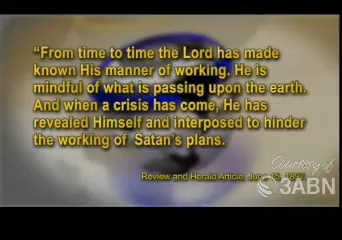 “From time to time the Lord has made
known His manner of working. He is
mindful of what is passing upon the earth.
And when a crisis has come, He has
revealed Himself and interposed to hinder
the working of Satan’s plans.
Review and Herald Article, 1897
Courtesy of
3ABN